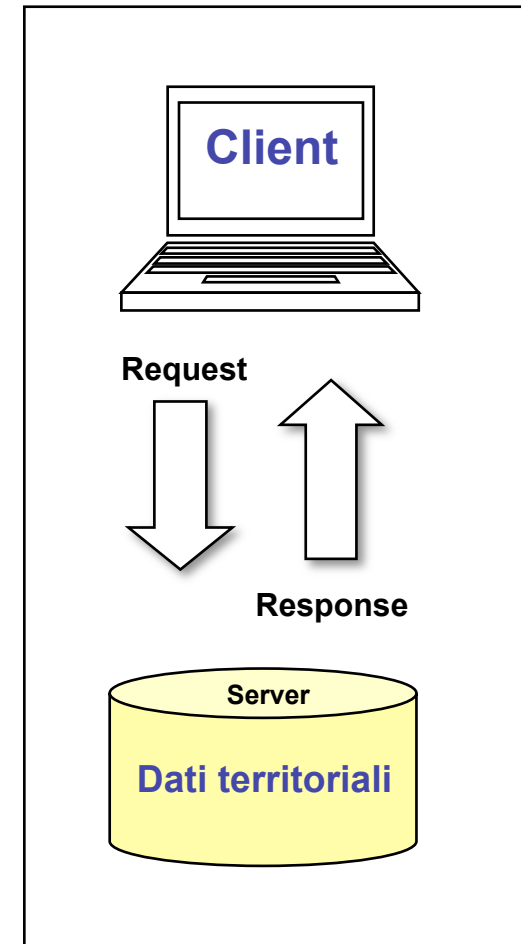 Client
Request
Response
Server
Dati territoriali